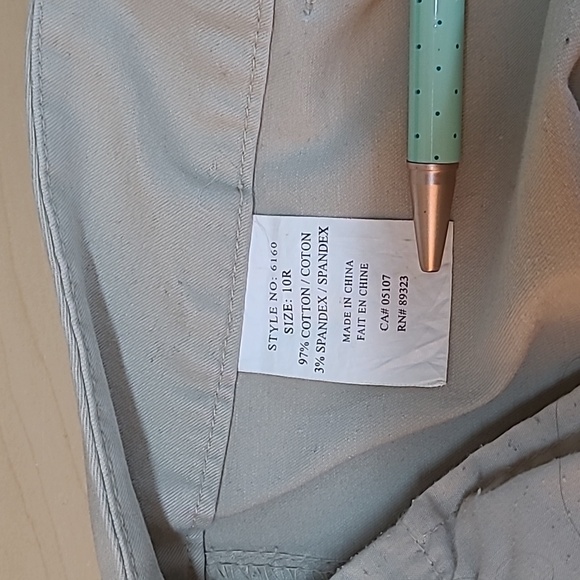 STYLE NO: 6160
SIZE: 10R
97% COTTON / COTON
3% SPANDEX / SPANDEX
MADE IN CHINA
FAIT EN CHINE
CA# 05107
RN# 89323